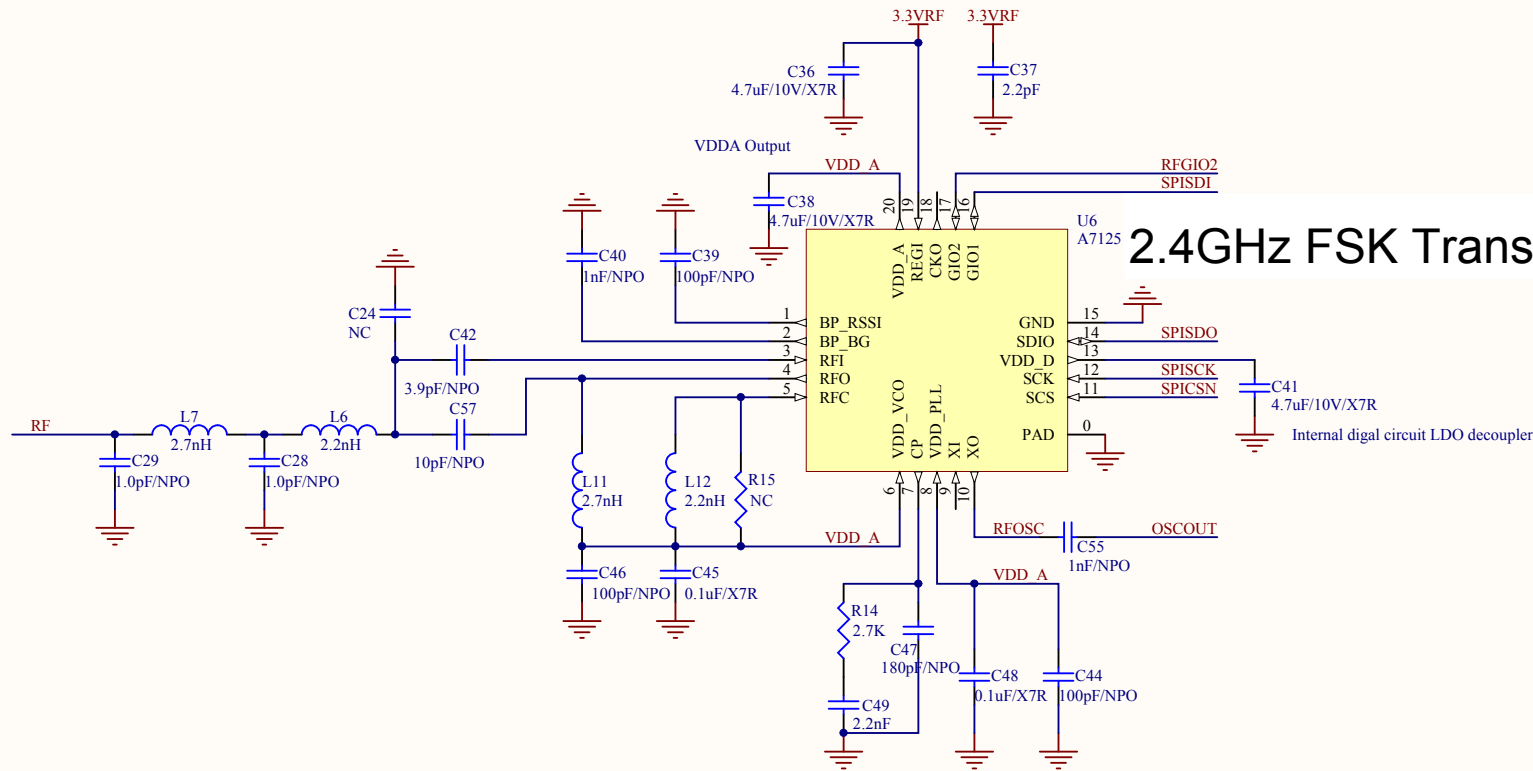 3.3VRF
3.3VRF
C36
4.7uF/10V/X7R
C37
2.2pF
VDDA Output
VDD_A
RFGIO2
SPISDI
C38
4.7uF/10V/X7R
20
19
18
17
16
U6
A7125
2.4GHz FSK Trans
C40
1nF/NPO
C39
100pF/NPO
VDD_A
REGI
CKO
GIO2
GIO1
C24
NC
C42
3.9pF/NPO
1
BP_RSSI
2
BP_BG
3
RFI
4
RFO
5
RFC
GND
15
SDIO
14
SPISDO
VDD_D
13
SCK
12
SPISCK
SCS
11
SPICSN
PAD
0
C41
4.7uF/10V/X7R
Internal digal circuit LDO decoupler
RF
L7
2.7nH
L6
2.2nH
C57
10pF/NPO
C29
1.0pF/NPO
C28
1.0pF/NPO
VDD_VCO
CP
VDD_PLL
XI
XO
6
7
8
9
10
L11
2.7nH
L12
2.2nH
R15
NC
VDD_A
RFOSC
OSCOUT
C55
1nF/NPO
C46
100pF/NPO
C45
0.1uF/X7R
VDD_A
R14
2.7K
C47
180pF/NPO
C48
0.1uF/X7R
C44
100pF/NPO
C49
2.2nF